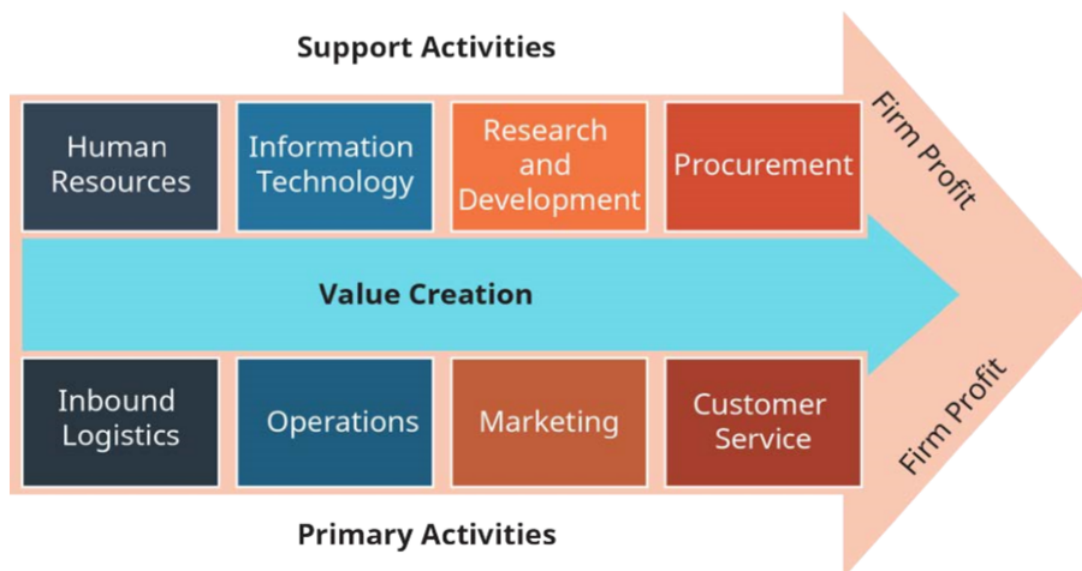 Support Activities
Human
Resources
Information
Technology
Research
and
Development
Procurement
Firm Profit
Value Creation
Inbound
Logistics
Operations
Marketing
Customer
Service
Firm Profit
Primary Activities